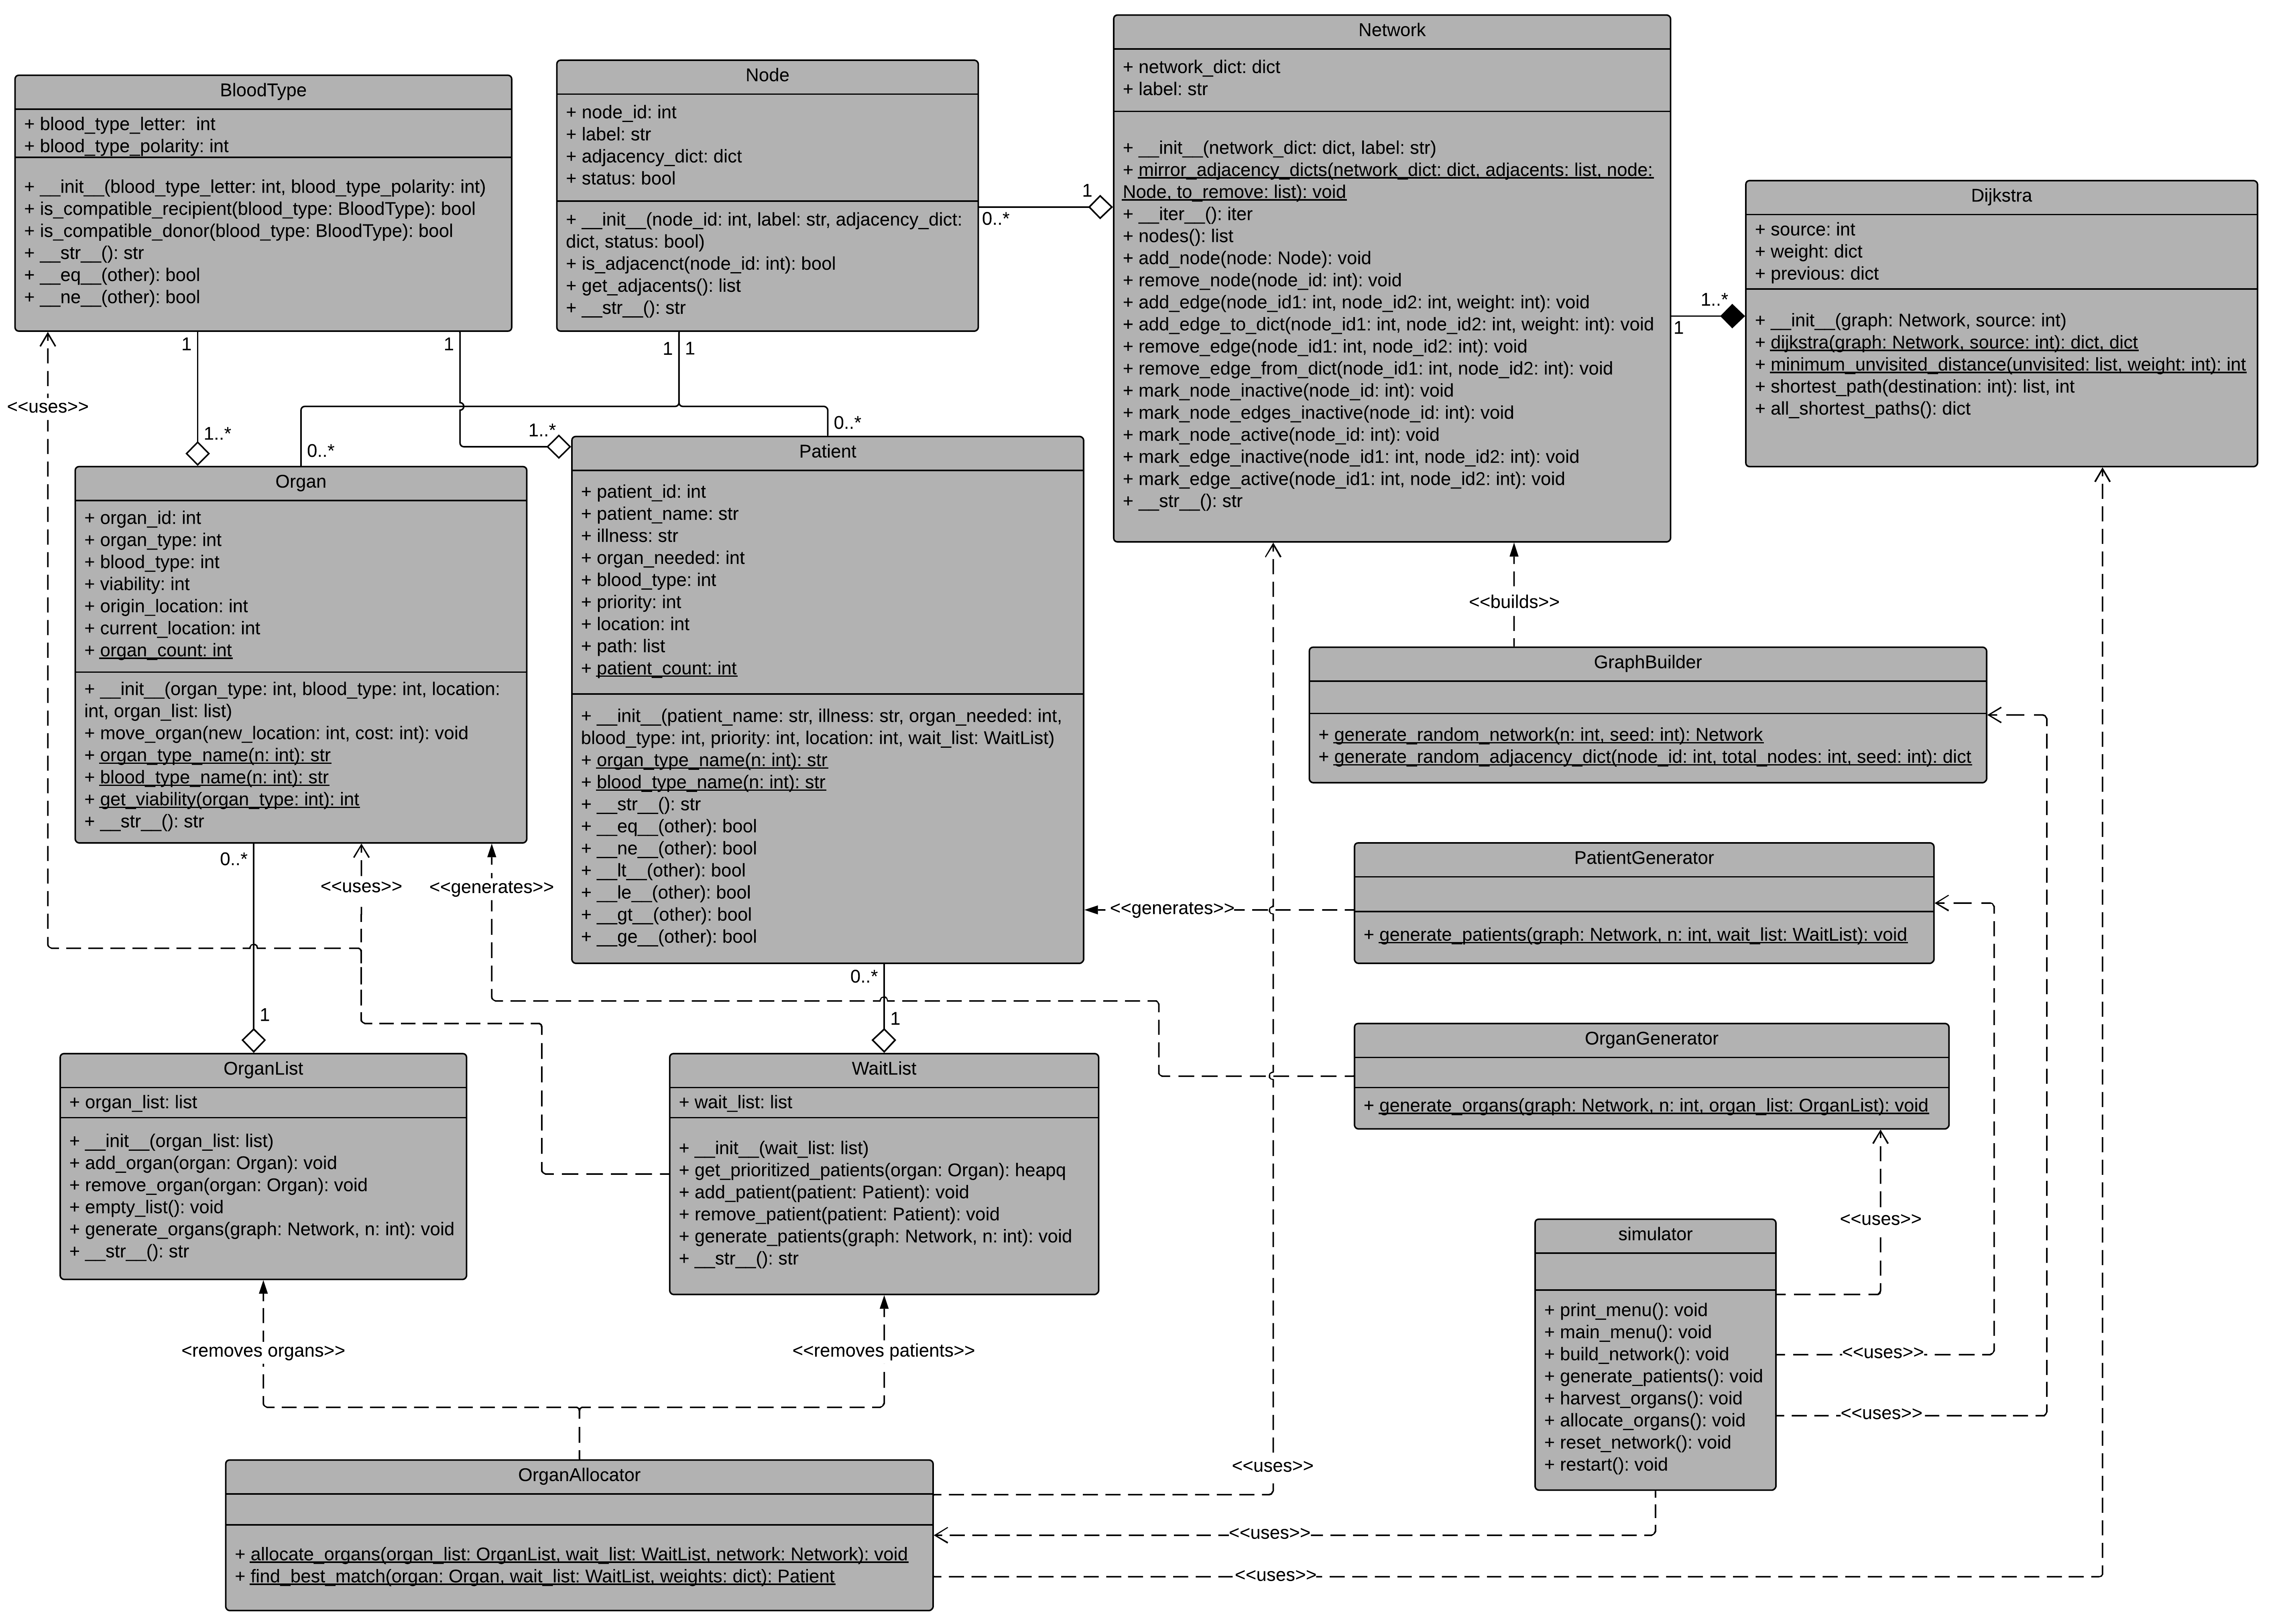 BloodType
+ blood_type_letter:  int
+ blood_type_polarity: int
+ __init__(blood_type_letter: int, blood_type_polarity: int)
+ is_compatible_recipient(blood_type: BloodType): bool
+ is_compatible_donor(blood_type: BloodType): bool
+ __str__(): str
+ __eq__(other): bool
+ __ne__(other): bool
Node
+ node_id: int
+ label: str
+ adjacency_dict: dict
+ status: bool
+ __init__(node_id: int, label: str, adjacency_dict:
dict, status: bool)
+ is_adjacenct(node_id: int): bool
+ get_adjacents(): list
+ __str__(): str
Network
+ network_dict: dict
+ label: str
+ __init__(network_dict: dict, label: str)
+ mirror_adjacency_dicts(network_dict: dict, adjacents: list, node:
Node, to_remove: list): void
+ __iter__(): iter
+ nodes(): list
+ add_node(node: Node): void
+ remove_node(node_id: int): void
+ add_edge(node_id1: int, node_id2: int, weight: int): void
+ add_edge_to_dict(node_id1: int, node_id2: int, weight: int): void
+ remove_edge(node_id1: int, node_id2: int): void
+ remove_edge_from_dict(node_id1: int, node_id2: int): void
+ mark_node_inactive(node_id: int): void
+ mark_node_edges_inactive(node_id: int): void
+ mark_node_active(node_id: int): void
+ mark_edge_inactive(node_id1: int, node_id2: int): void
+ mark_edge_active(node_id1: int, node_id2: int): void
+ __str__(): str
Dijkstra
+ source: int
+ weight: dict
+ previous: dict
+ __init__(graph: Network, source: int)
+ dijkstra(graph: Network, source: int): dict, dict
+ minimum_unvisited_distance(unvisited: list, weight: int): int
+ shortest_path(destination: int): list, int
+ all_shortest_paths(): dict
1
0..*
1..*
1
1
1
1
1
<<uses>>
1..*
0..*
1..*
0..*
Organ
+ organ_id: int
+ organ_type: int
+ blood_type: int
+ viability: int
+ origin_location: int
+ current_location: int
+ organ_count: int
+ __init__(organ_type: int, blood_type: int, location:
int, organ_list: list)
+ move_organ(new_location: int, cost: int): void
+ organ_type_name(n: int): str
+ blood_type_name(n: int): str
+ get_viability(organ_type: int): int
+ __str__(): str
Patient
+ patient_id: int
+ patient_name: str
+ illness: str
+ organ_needed: int
+ blood_type: int
+ priority: int
+ location: int
+ path: list
+ patient_count: int
+ __init__(patient_name: str, illness: str, organ_needed: int,
blood_type: int, priority: int, location: int, wait_list: WaitList)
+ organ_type_name(n: int): str
+ blood_type_name(n: int): str
+ __str__(): str
+ __eq__(other): bool
+ __ne__(other): bool
+ __lt__(other): bool
+ __le__(other): bool
+ __gt__(other): bool
+ __ge__(other): bool
<<builds>>
GraphBuilder
+ generate_random_network(n: int, seed: int): Network
+ generate_random_adjacency_dict(node_id: int, total_nodes: int, seed: int): dict
0..*
<<uses>>
<<generates>>
<<generates>>
PatientGenerator
+ generate_patients(graph: Network, n: int, wait_list: WaitList): void
0..*
1
1
OrganGenerator
+ generate_organs(graph: Network, n: int, organ_list: OrganList): void
OrganList
+ organ_list: list
+ __init__(organ_list: list)
+ add_organ(organ: Organ): void
+ remove_organ(organ: Organ): void
+ empty_list(): void
+ generate_organs(graph: Network, n: int): void
+ __str__(): str
WaitList
+ wait_list: list
+ __init__(wait_list: list)
+ get_prioritized_patients(organ: Organ): heapq
+ add_patient(patient: Patient): void
+ remove_patient(patient: Patient): void
+ generate_patients(graph: Network, n: int): void
+ __str__(): str
simulator
+ print_menu(): void
+ main_menu(): void
+ build_network(): void
+ generate_patients(): void
+ harvest_organs(): void
+ allocate_organs(): void
+ reset_network(): void
+ restart(): void
<<uses>>
<<uses>>
<<uses>>
<removes organs>>
<<removes patients>>
OrganAllocator
+ allocate_organs(organ_list: OrganList, wait_list: WaitList, network: Network): void
+ find_best_match(organ: Organ, wait_list: WaitList, weights: dict): Patient
<<uses>>
<<uses>>
<<uses>>